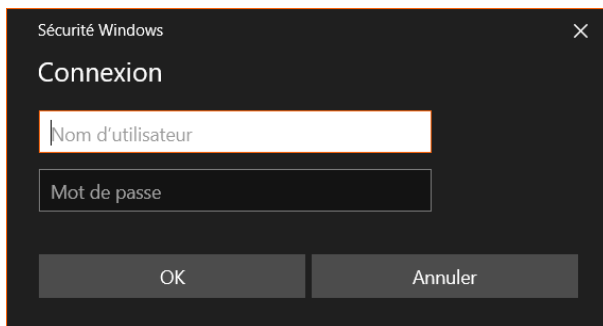 Sécurité Windows
Connexion
Nom d'utilisateur
Mot de passe
OK
Annuler